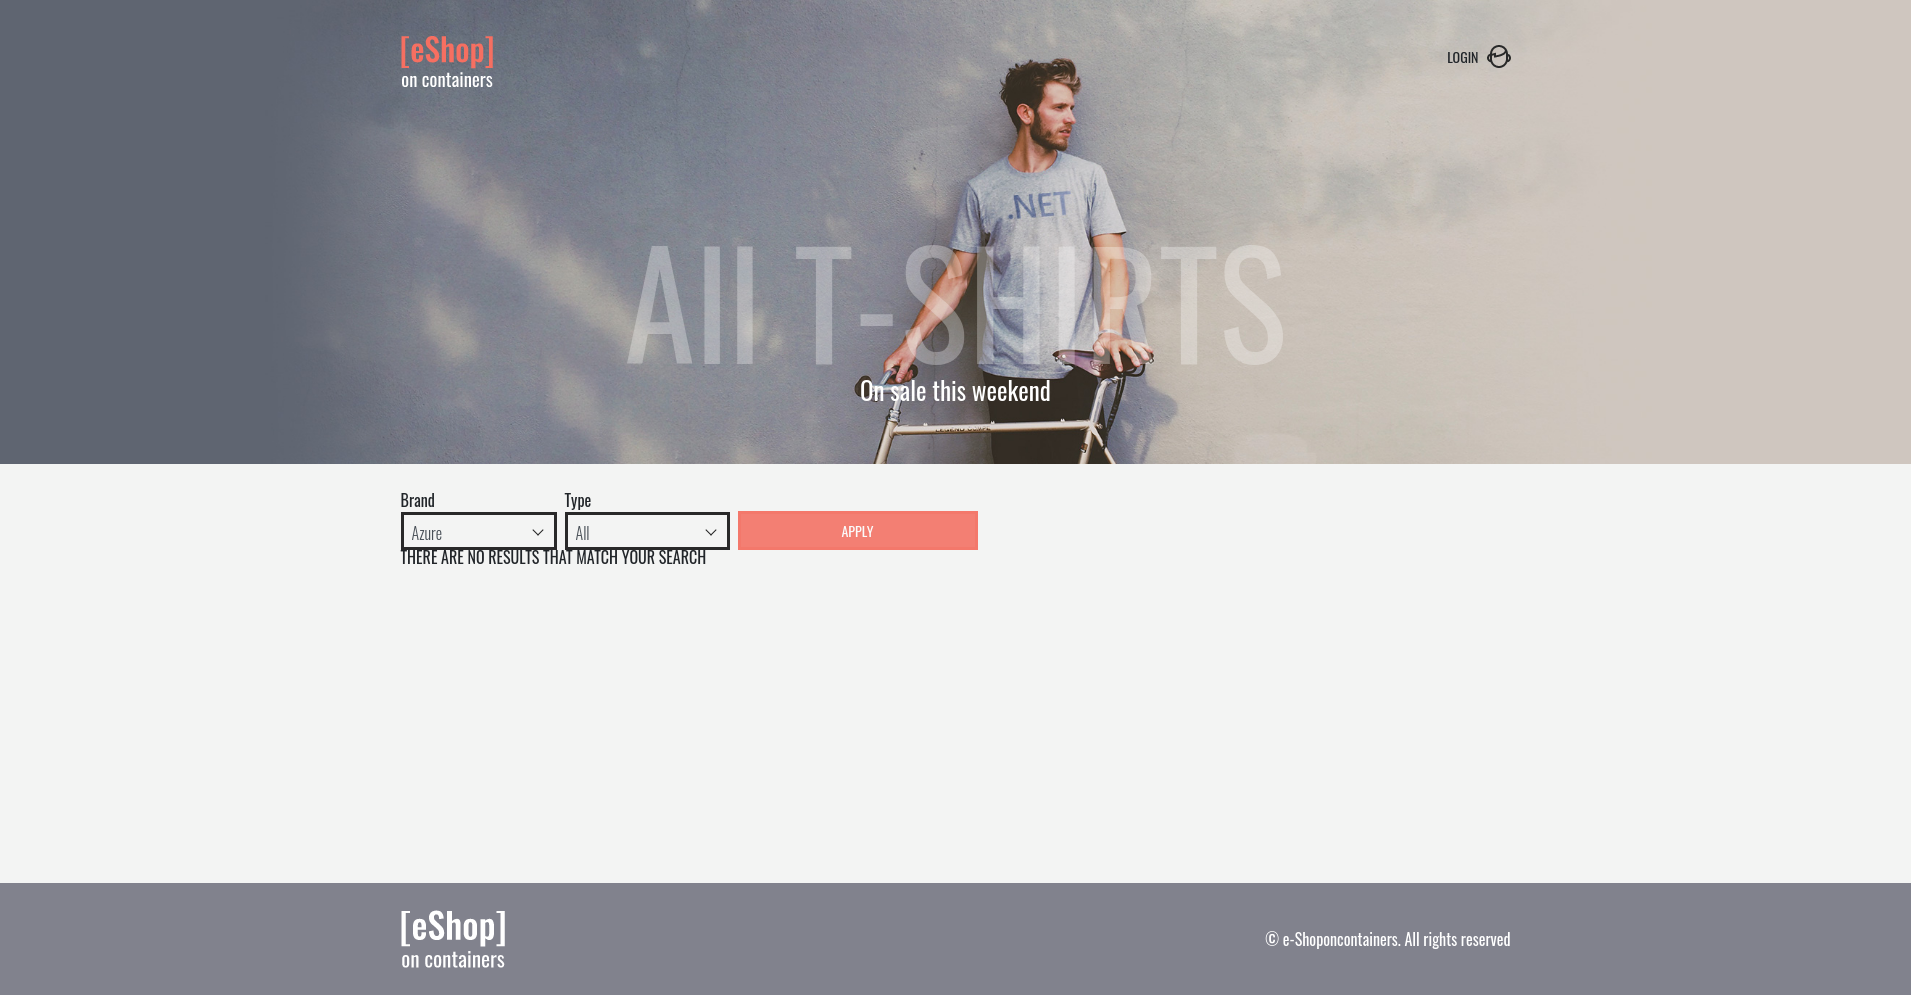 [eShop]
on containers
LOGIN
.NET
All T-SHIRTS
On sale this weekend
Brand
Type
Azure
All
APPLY
THERE ARE NO RESULTS THAT MATCH YOUR SEARCH
[eShop]
on containers
© e-Shoponcontainers. All rights reserved